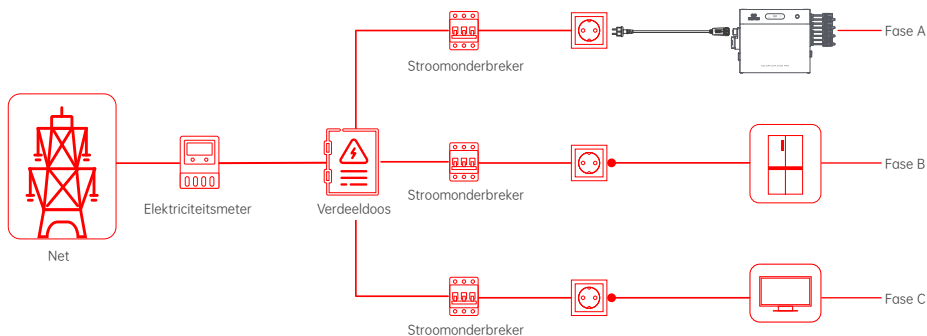 Fase A
Stroomonderbreker
Fase B
Stroomonderbreker
Elektriciteitsmeter
Verdeeldoos
Net
Fase C
Stroomonderbreker